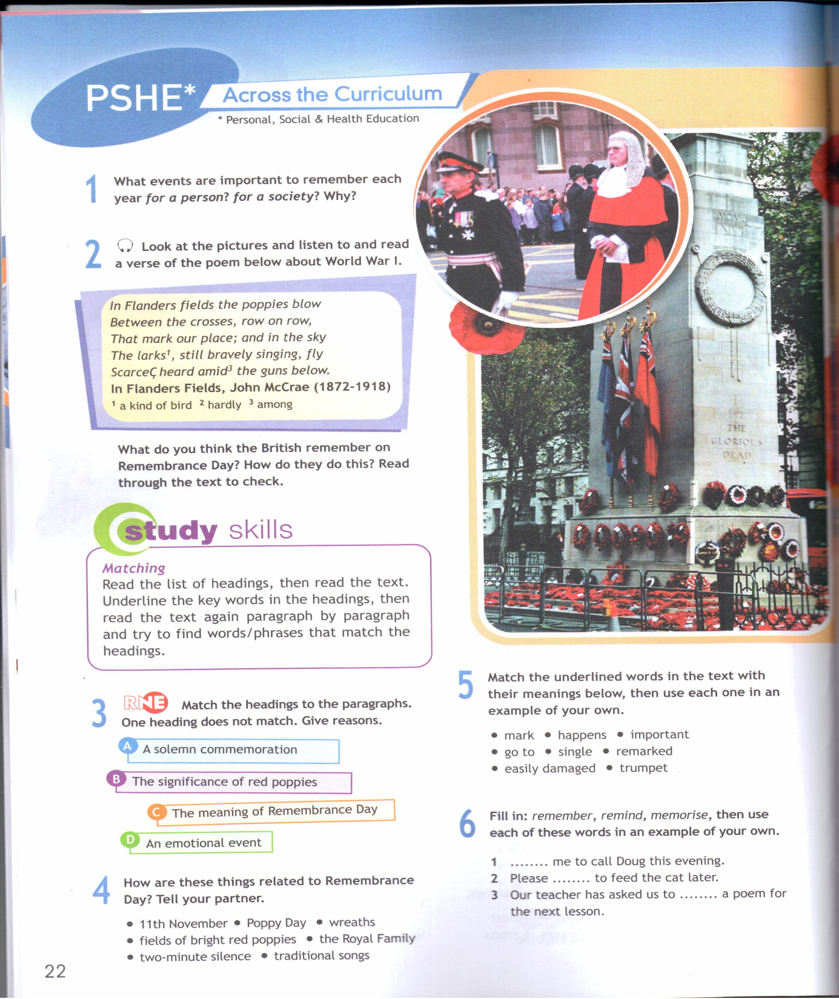 PSHE*
Across the Curriculum
* Personal, Social & Health Education
1
What events are important to remember each
year for a person? for a society? Why?
2
Look at the pictures and listen to and read
a verse of the poem below about World War I.
In Flanders fields the poppies blow
Between the crosses, row on row,
That mark our place; and in the sky
The larks¹, still bravely singing, fly
ScarceÇ heard amid³ the guns below.
In Flanders Fields, John McCrae (1872-1918)
¹ a kind of bird ² hardly ³ among
What do you think the British remember on
Remembrance Day? How do they do this? Read
through the text to check.
study skills
Matching
Read the list of headings, then read the text.
Underline the key words in the headings, then
read the text again paragraph by paragraph
and try to find words/phrases that match the
headings.
3
RNE Match the headings to the paragraphs.
One heading does not match. Give reasons.
A A solemn commemoration
B The significance of red poppies
C The meaning of Remembrance Day
D An emotional event
4
How are these things related to Remembrance
Day? Tell your partner.
• 11th November • Poppy Day • wreaths
• fields of bright red poppies • the Royal Family
• two-minute silence • traditional songs
22
THE
GLORIOUS
DEAD
5
Match the underlined words in the text with
their meanings below, then use each one in an
example of your own.
• mark • happens • important
• go to • single • remarked
• easily damaged • trumpet
6
Fill in: remember, remind, memorise, then use
each of these words in an example of your own.
1 ........ me to call Doug this evening.
2 Please ........ to feed the cat later.
3 Our teacher has asked us to ........ a poem for
the next lesson.